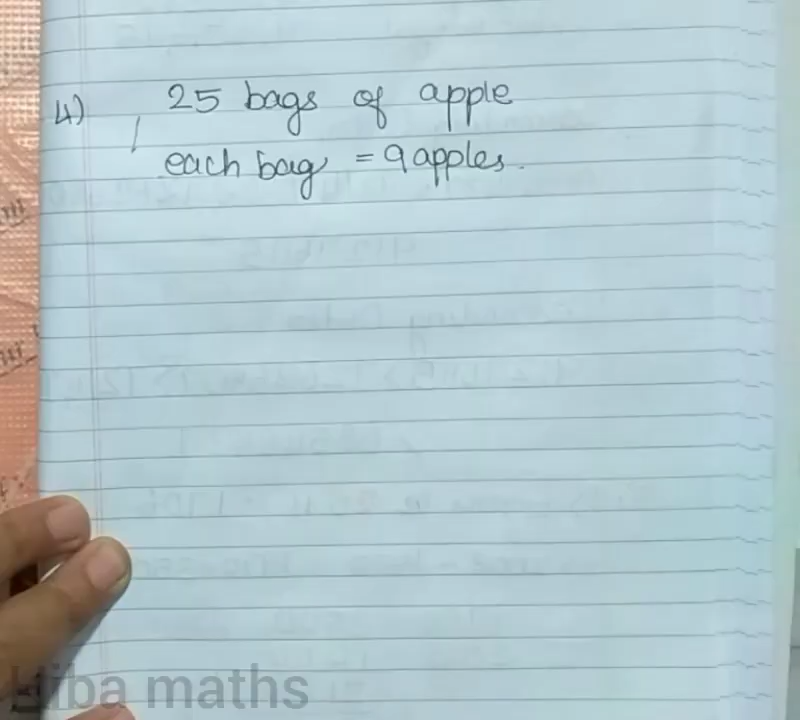 4) 25 bags of apple
each bag = 9 apples.
Hiba maths